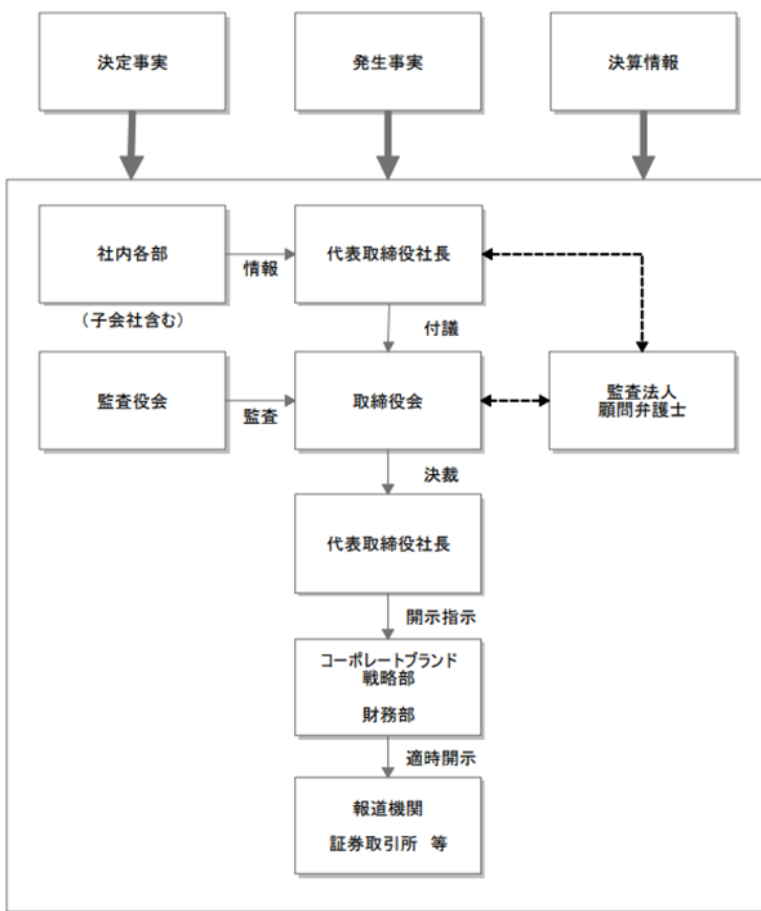 決定事実
発生事実
決算情報
社内各部
情報
代表取締役社長
（子会社含む）
付議
監査役会
監査
取締役会
監査法人
顧問弁護士
決裁
代表取締役社長
開示指示
コーポレートブランド
戦略部
財務部
適時開示
報道機関
証券取引所 等